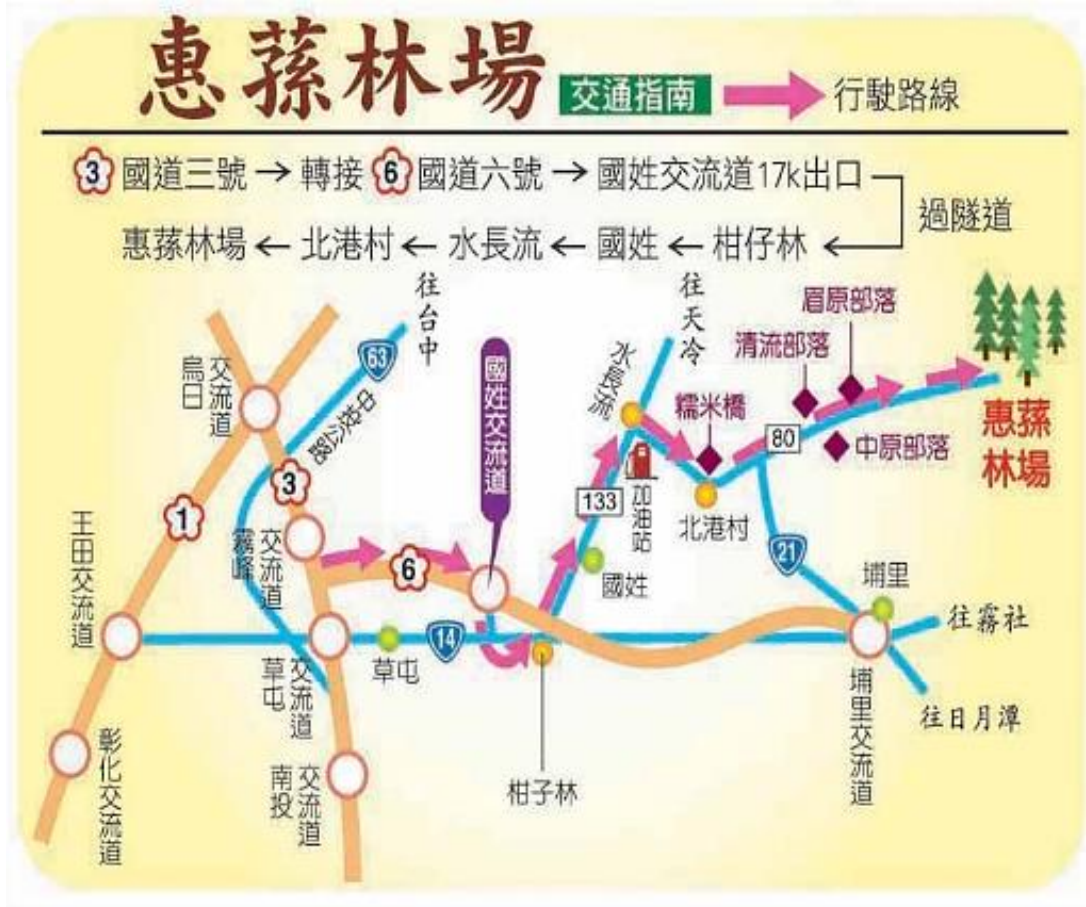 惠蓀林場 交通指南 行駛路線
3 國道三號→轉接 6 國道六號→國姓交流道17k出口
過隧道
惠蓀林場←北港村←水長流←國姓←柑仔林
往台中
往天冷
眉原部落
清流部落
63
中投公路
烏日交流道
國姓交流道
水長流
糯米橋
80
中原部落
惠蓀
林場
3
1
133
加油站
北港村
霧峰交流道
6
國姓
21
埔里
王田交流道
14
往霧社
草屯交流道
草屯
往日月潭
彰化交流道
南投交流道
柑子林
埔里交流道